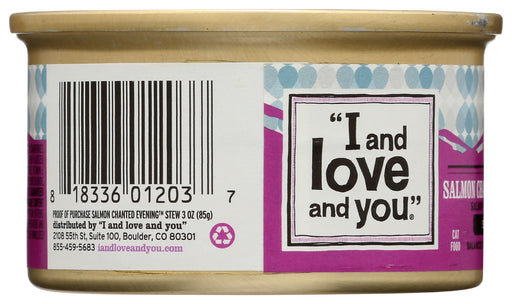 8 18336 01203 7
PROOF OF PURCHASE SALMON CHANTED EVENING™ STEW 3 OZ (85g)
distributed by "I and love and you"
2108 55th St, Suite 100, Boulder, CO 80301
855-459-5683 iandloveandyou.com
"I and
love
and you"®
SALMON
CAT
FOOD